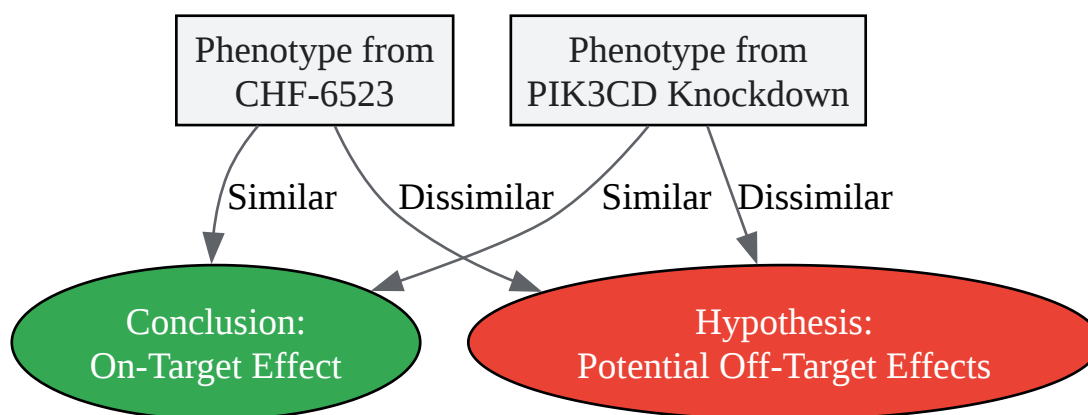 Phenotype from
CHF-6523
Phenotype from
PIK3CD Knockdown
Similar
Dissimilar
Similar
Dissimilar
Conclusion:
On-Target Effect
Hypothesis:
Potential Off-Target Effects